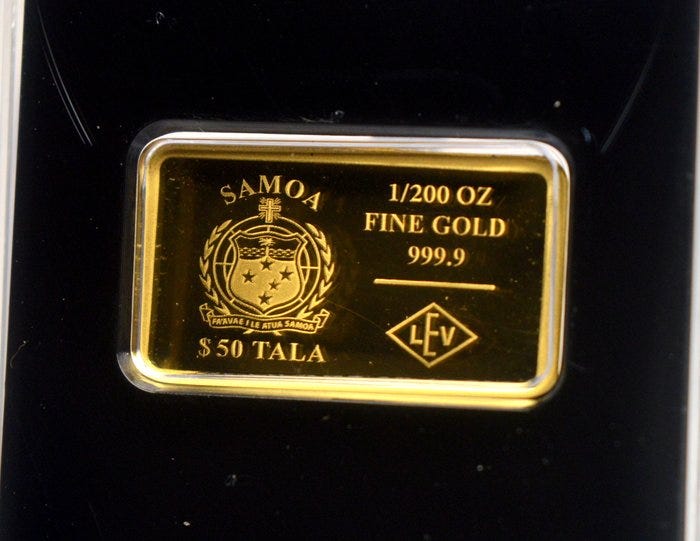 SAMOA
FA'AVAE I LE ATUA SAMOA
$50 TALA
1/200 OZ
FINE GOLD
999.9
LEV